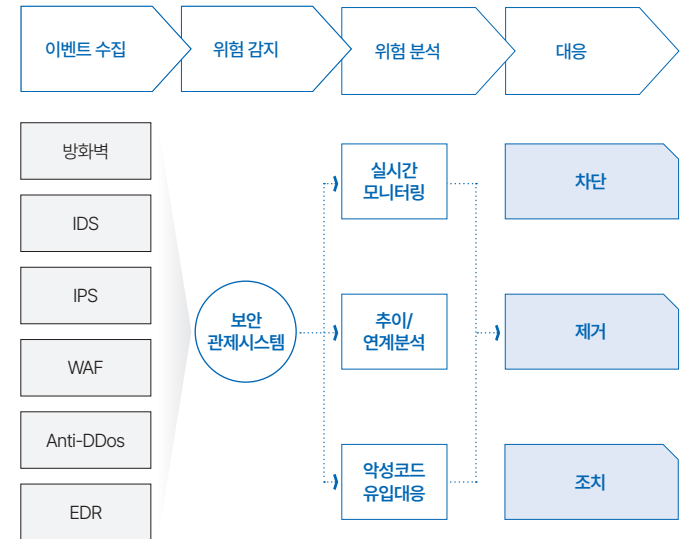 이벤트 수집
위험 감지
위험 분석
대응
방화벽
IDS
IPS
WAF
Anti-DDos
EDR
보안
관제시스템
실시간
모니터링
추이/
연계분석
악성코드
유입대응
차단
제거
조치